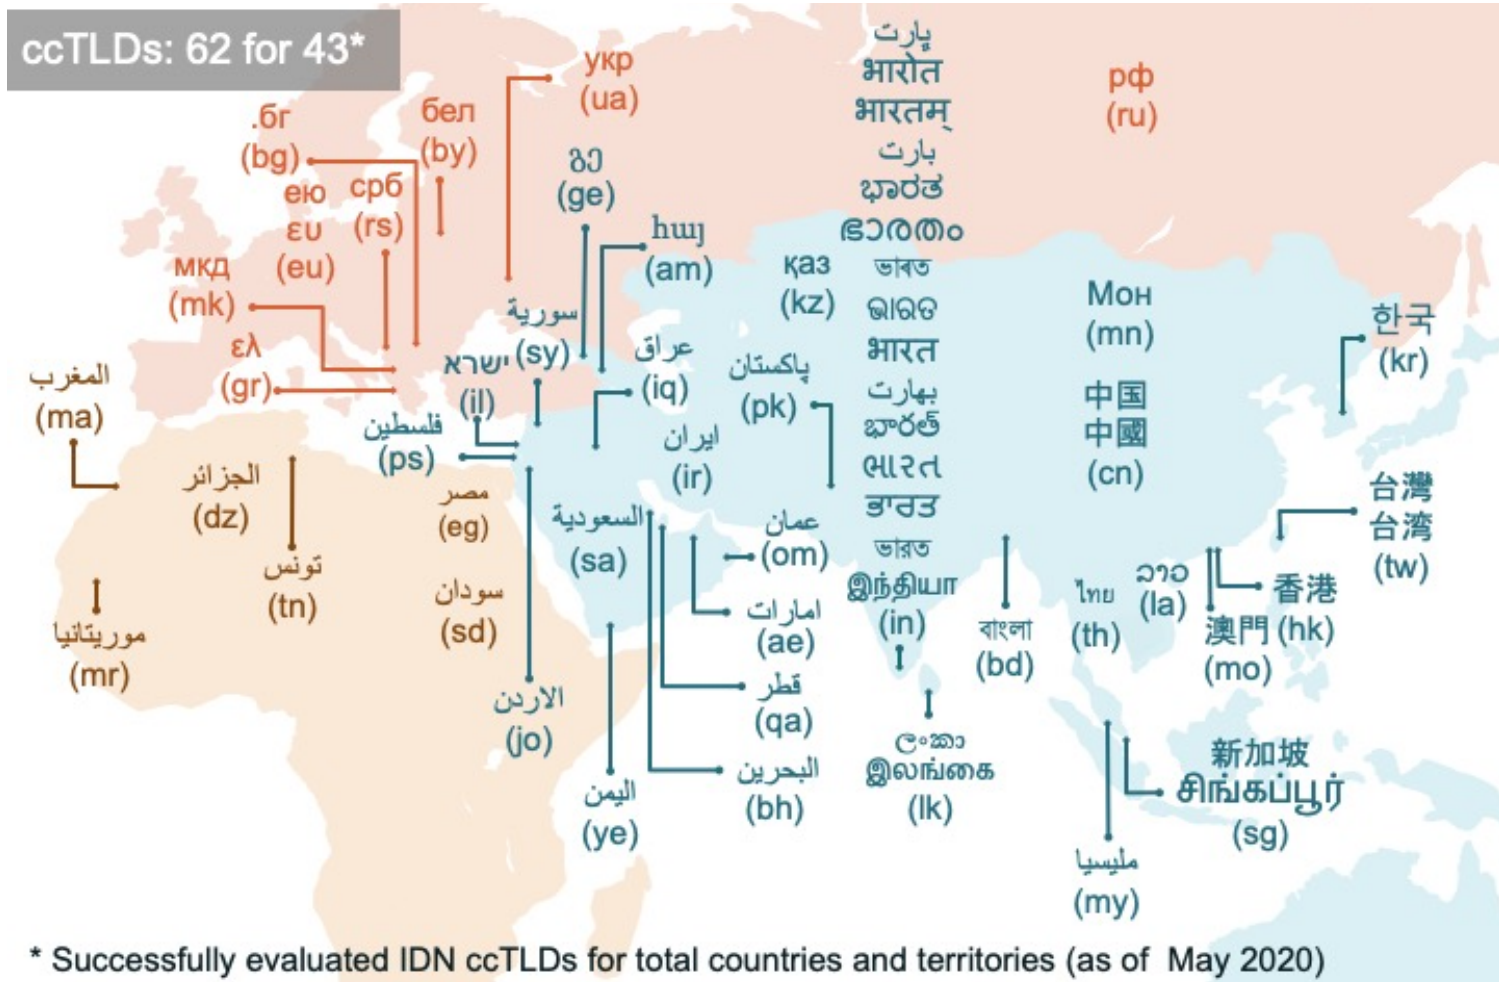 ccTLDs: 62 for 43*
.бг
(bg)
бел
(by)
укр
(ua)
ею
ευ
(eu)
срб
(rs)
мкд
(mk)
ελ
(gr)
рф
(ru)
გე
(ge)
հայ
(am)
қаз
(kz)
ڀارت
भारोत
भारतम्
بارت
ಭಾರತ
ഭാരതം
ভাৰত
ଭାରତ
भारत
بھارت
భారత్
ભારત
ਭਾਰਤ
ভারত
இந்தியா
(in)
Мон
(mn)
中国
中國
(cn)
한국
(kr)
سورية
(sy)
ישרא
(il)
عراق
(iq)
پاکستان
(pk)
المغرب
(ma)
فلسطين
(ps)
ایران
(ir)
الجزائر
(dz)
مصر
(eg)
السعودية
(sa)
عمان
(om)
台灣
台湾
(tw)
تونس
(tn)
سودان
(sd)
امارات
(ae)
বাংলা
(bd)
ไทย
(th)
ລາວ
(la)
香港
(hk)
澳門
(mo)
موريتانيا
(mr)
الاردن
(jo)
قطر
(qa)
اليمن
(ye)
البحرين
(bh)
ලංකා
இலங்கை
(lk)
新加坡
சிங்கப்பூர்
(sg)
مليسيا
(my)
* Successfully evaluated IDN ccTLDs for total countries and territories (as of May 2020)